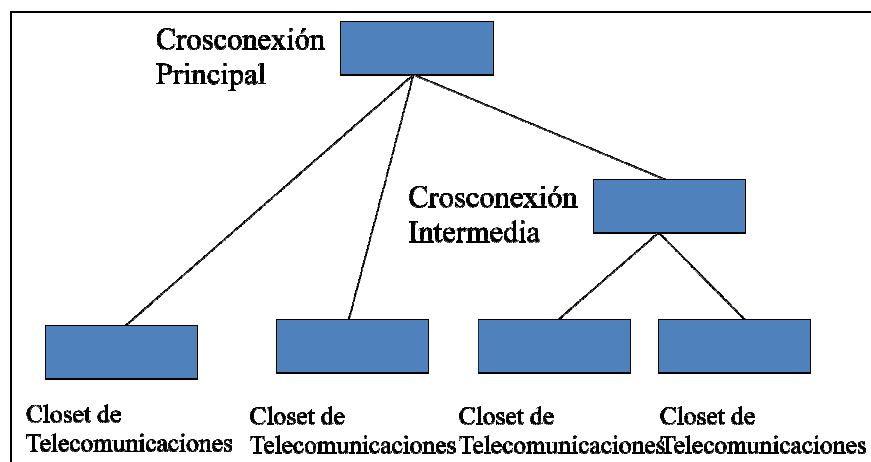 Crosconexión
Principal
Crosconexión
Intermedia
Closet de
Telecomunicaciones
Closet de
Telecomunicaciones
Closet de
Telecomunicaciones
Closet de
Telecomunicaciones